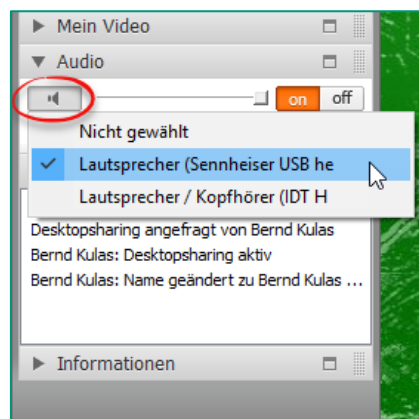 Mein Video
Audio
on off
Nicht gewählt
Lautsprecher (Sennheiser USB he
Lautsprecher / Kopfhörer (IDT H
Desktopsharing angefragt von Bernd Kulas
Bernd Kulas: Desktopsharing aktiv
Bernd Kulas: Name geändert zu Bernd Kulas ...
Informationen